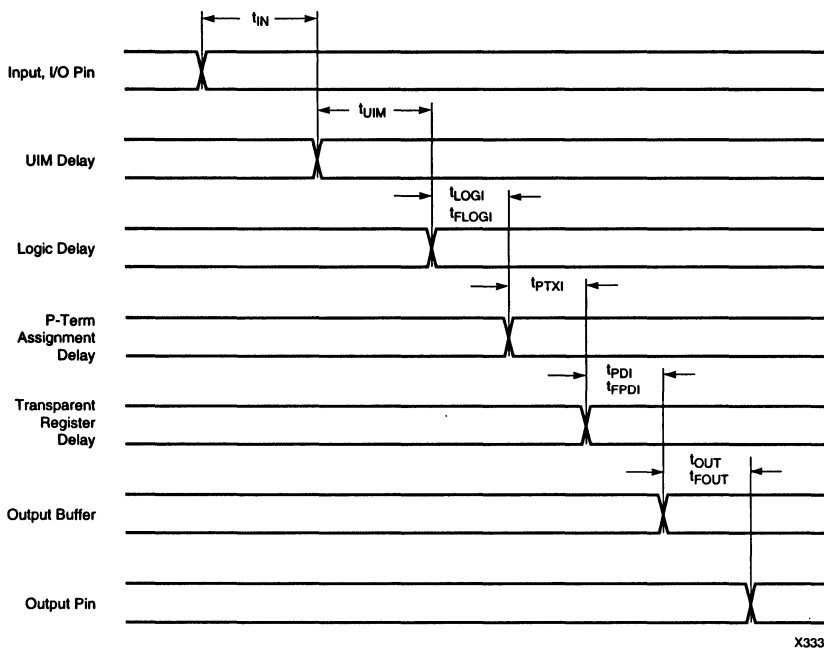 tIN
Input, I/O Pin
tUIM
UIM Delay
tLOGI
tFLOGI
Logic Delay
tPTXI
P-Term
Assignment
Delay
tPDI
tFPDI
Transparent
Register
Delay
tOUT
tFOUT
Output Buffer
Output Pin
X333